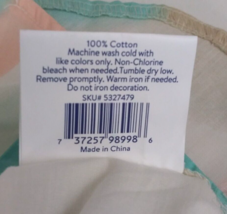 100% Cotton
Machine wash cold with
like colors only. Non-Chlorine
bleach when needed.Tumble dry low.
Remove promptly. Warm iron if needed.
Do not iron decoration.
SKU# 5327479
7 37257 98998 6
Made in China